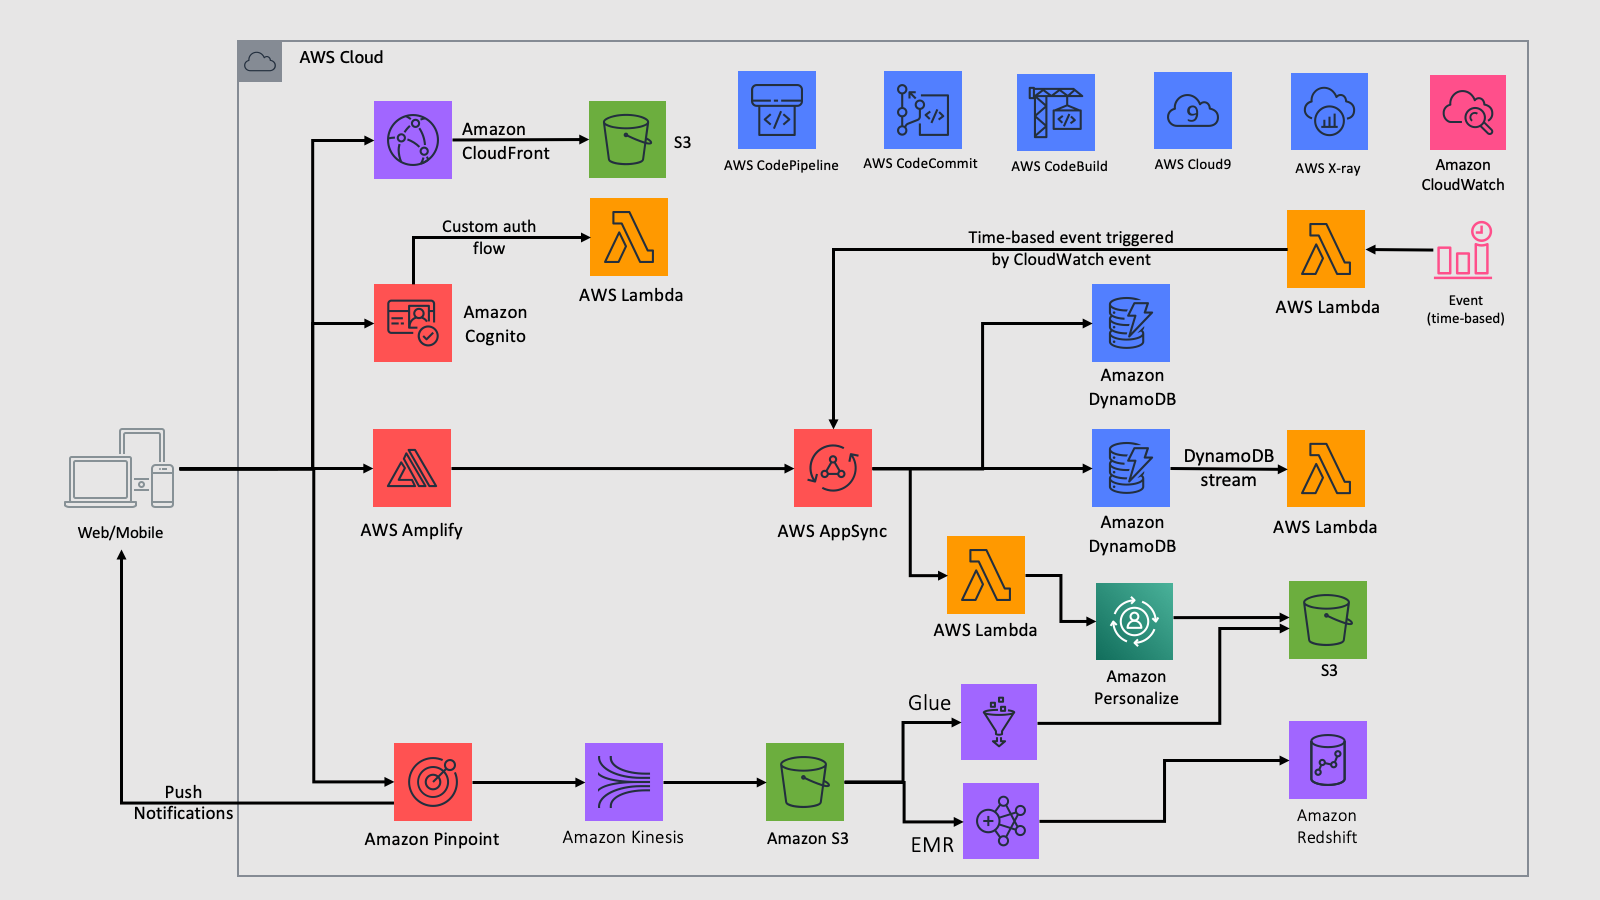 AWS Cloud
Amazon
CloudFront
S3
AWS CodePipeline
AWS CodeCommit
</>
</>
</>
AWS CodeBuild
9
AWS Cloud9
AWS X-ray
Amazon
CloudWatch
Custom auth
flow
AWS Lambda
Time-based event triggered
by CloudWatch event
AWS Lambda
Event
(time-based)
Amazon
Cognito
Amazon
DynamoDB
Web/Mobile
AWS Amplify
AWS AppSync
Amazon
DynamoDB
DynamoDB
stream
AWS Lambda
AWS Lambda
Amazon
Personalize
S3
Push
Notifications
Amazon Pinpoint
Amazon Kinesis
Amazon S3
Glue
EMR
Amazon
Redshift